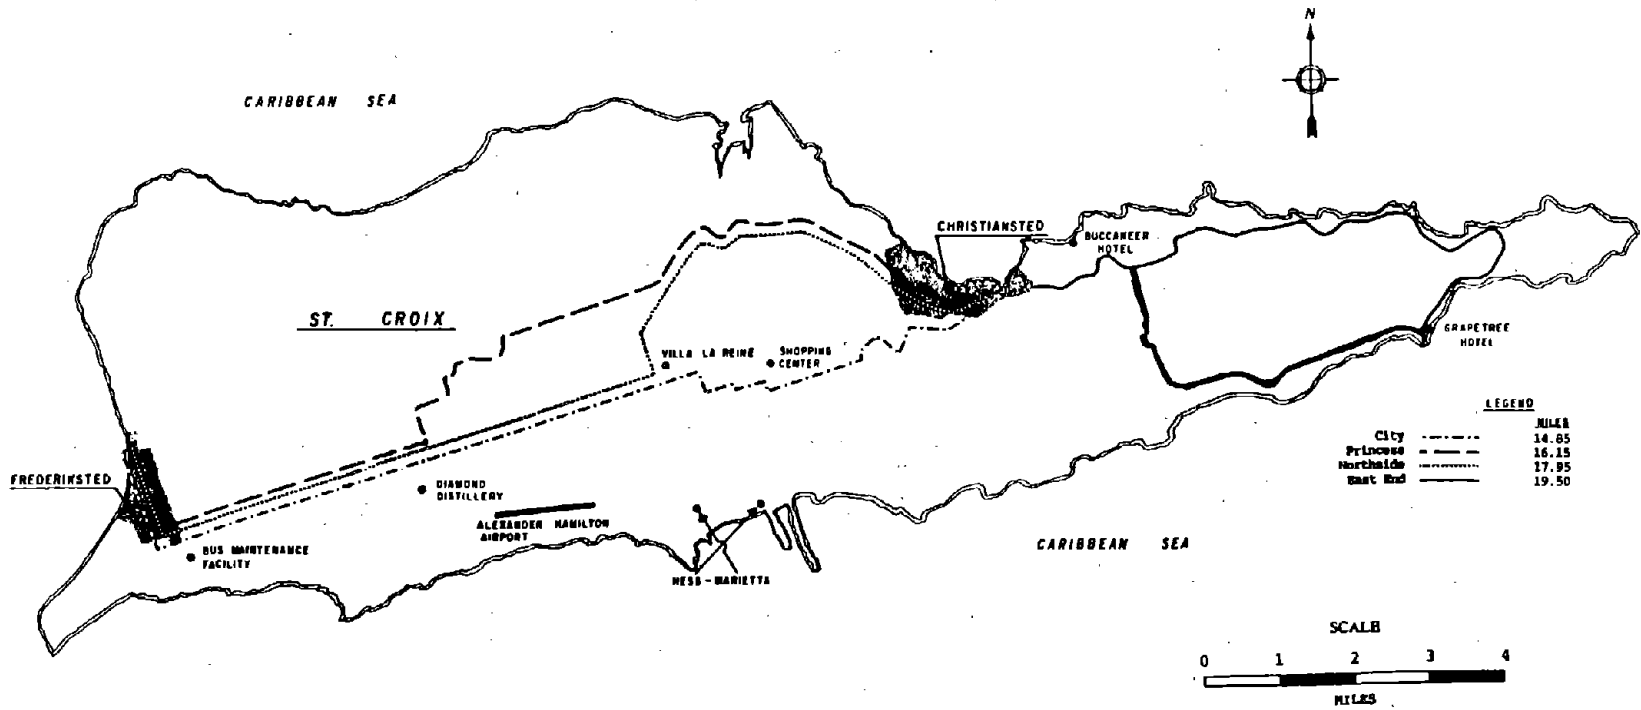 N
CARIBBEAN SEA
CHRISTIANSTED
BUCCANEER
HOTEL
ST. CROIX
VILLA LA REINE
SHOPPING
CENTER
GRAPETREE
HOTEL
LEGEND
MILES
City 14.85
Princess 16.15
Northside 17.95
East End 19.50
FREDERIKSTED
DIAMOND
DISTILLERY
ALEXANDER HAMILTON
AIRPORT
BUS MAINTENANCE
FACILITY
HESS-MARIETTA
CARIBBEAN SEA
SCALE
0 1 2 3 4
MILES